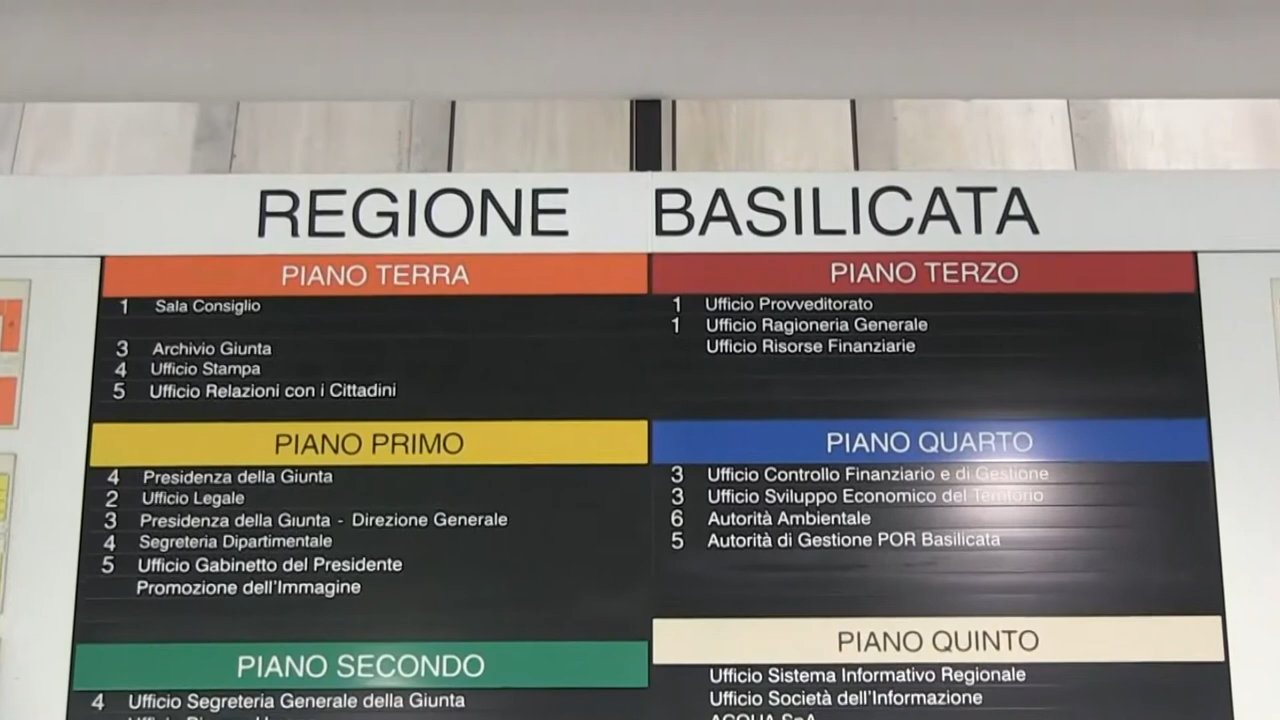 REGIONE BASILICATA
PIANO TERRA
1 Sala Consiglio
3 Archivio Giunta
4 Ufficio Stampa
5 Ufficio Relazioni con i Cittadini
PIANO PRIMO
4 Presidenza della Giunta
2 Ufficio Legale
3 Presidenza della Giunta - Direzione Generale
4 Segreteria Dipartimentale
5 Ufficio Gabinetto del Presidente
Promozione dell'Immagine
PIANO SECONDO
4 Ufficio Segreteria Generale della Giunta
PIANO TERZO
1 Ufficio Provveditorato
1 Ufficio Ragioneria Generale
Ufficio Risorse Finanziarie
PIANO QUARTO
3 Ufficio Controllo Finanziario e di Gestione
3 Ufficio Sviluppo Economico del Territorio
6 Autorità Ambientale
5 Autorità di Gestione POR Basilicata
PIANO QUINTO
Ufficio Sistema Informativo Regionale
Ufficio Società dell'Informazione
ACQUA SpA